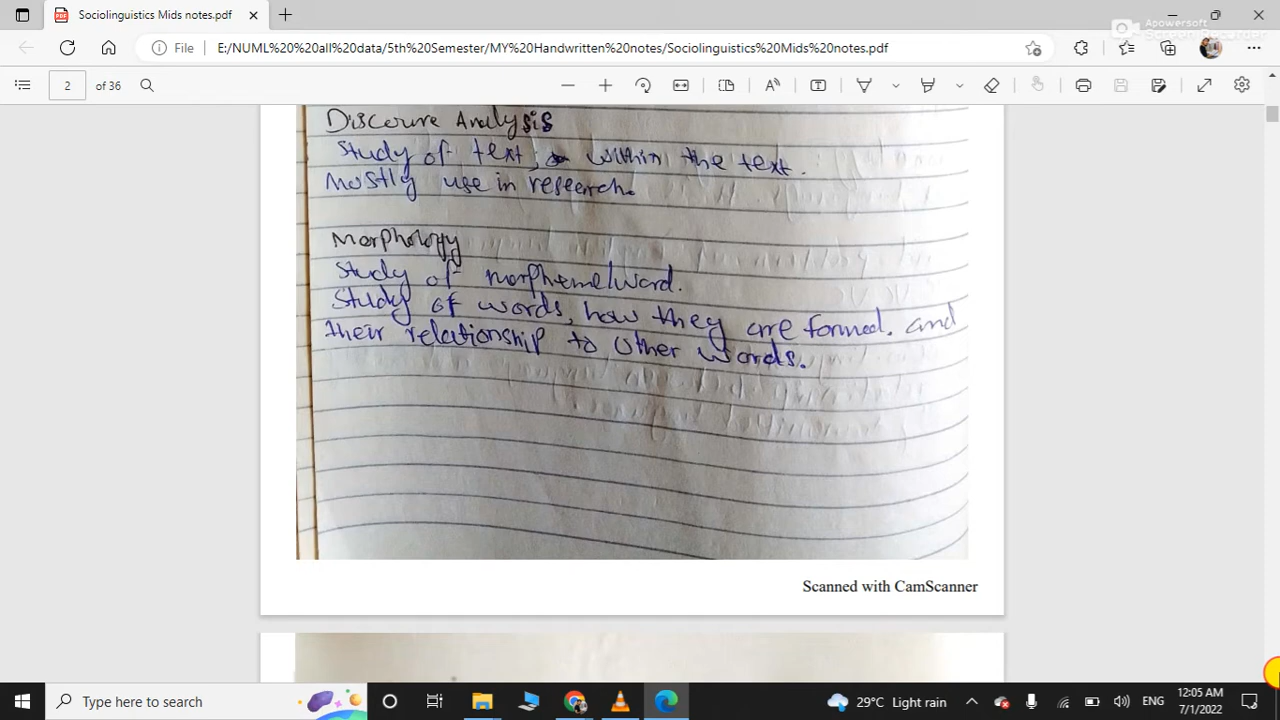 Sociolinguistics Mids notes.pdf
Apowersoft
Screen Recorder
File E:/NUML%20%20all%20data/5th%20Semester/MY%20Handwritten%20notes/Sociolinguistics%20Mids%20notes.pdf
2 of 36
Discourse Analysis
Study of text, within the text.
Mostly use in research.
Morphology
Study of morpheme/word.
Study of words, how they are formed, and
their relationship to other words.
Scanned with CamScanner
Type here to search
29°C Light rain
ENG
12:05 AM
7/1/2022